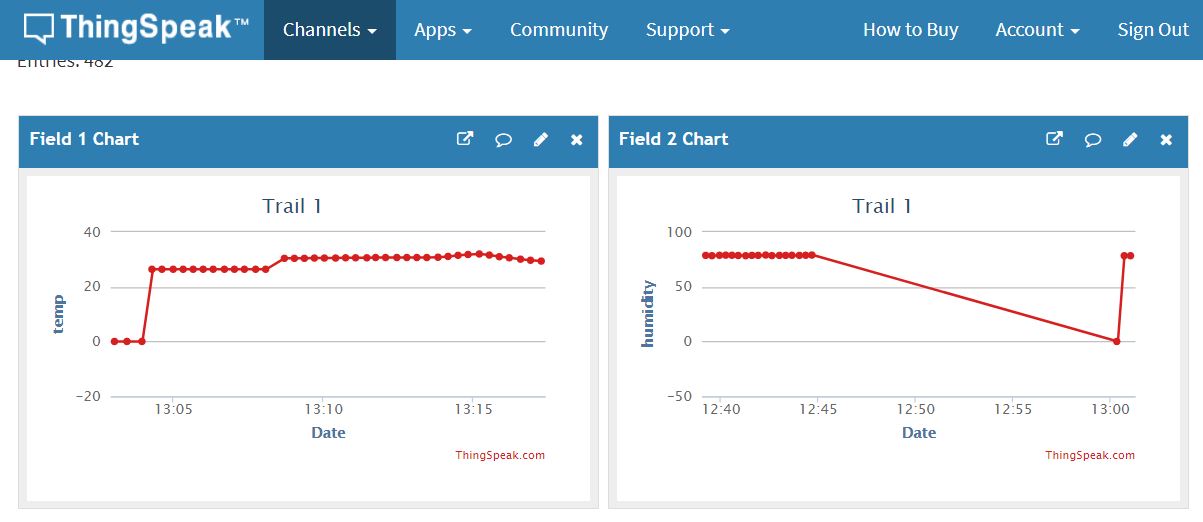 ThingSpeak™ Channels Apps Community Support How to Buy Account Sign Out
Entries: 482
Field 1 Chart
Trail 1
40
20
0
-20
temp
13:05 13:10 13:15
Date
ThingSpeak.com
Field 2 Chart
Trail 1
100
50
0
-50
humidity
12:40 12:45 12:50 12:55 13:00
Date
ThingSpeak.com